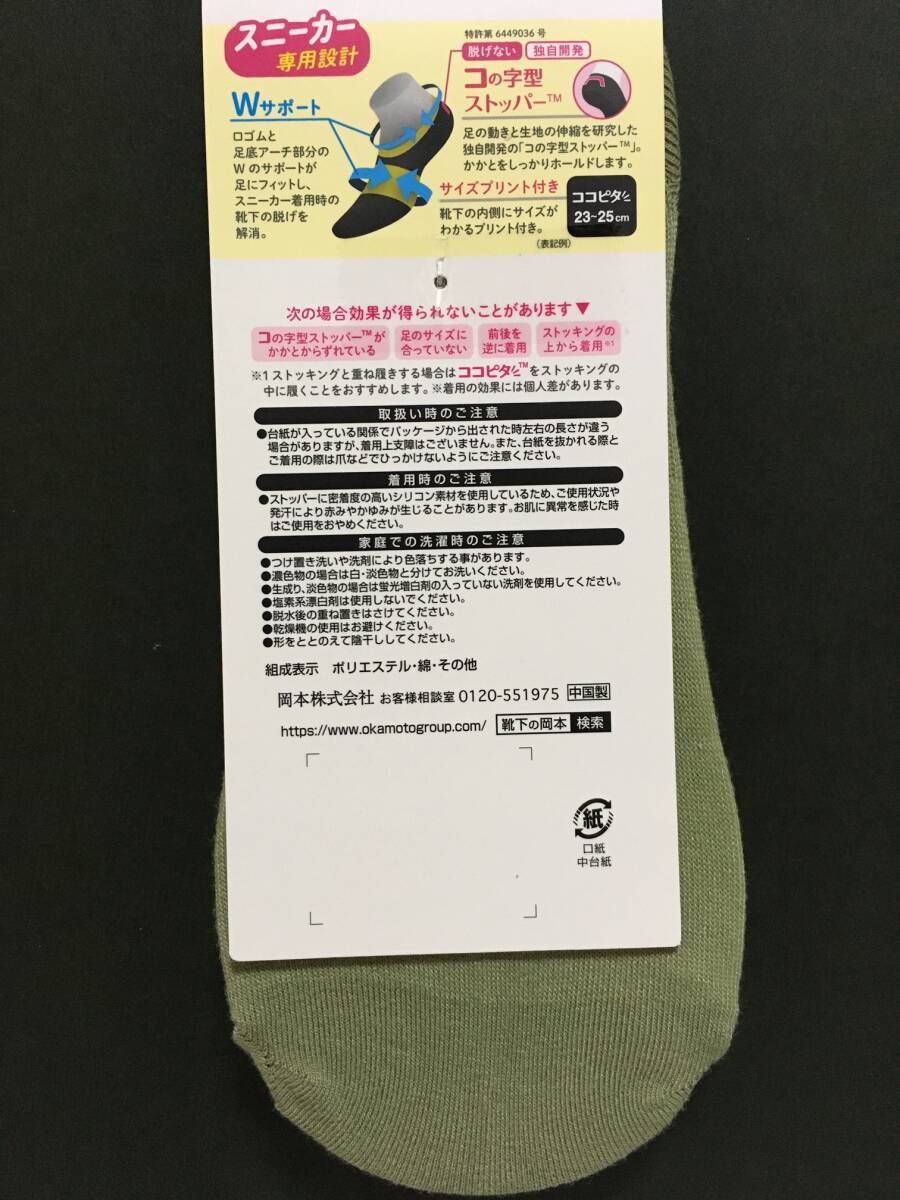 スニーカー
専用設計
Wサポート
口ゴムと
足底アーチ部分の
Wのサポートが
足にフィットし、
スニーカー着用時の
靴下の脱げを
解消。
特許第6449036号
脱げない 独自開発
コの字型
ストッパー™
足の動きと生地の伸縮を研究した
独自開発の「コの字型ストッパー™」。
かかとをしっかりホールドします。
サイズプリント付き
靴下の内側にサイズが
わかるプリント付き。
ココピタ
23~25cm
(表記例)
次の場合効果が得られないことがあります▼
コの字型ストッパー™が
かかとからずれている
足のサイズに
合っていない
前後を
逆に着用
ストッキングの
上から着用※1
※1ストッキングと重ね履きする場合はココピタ™をストッキングの
中に履くことをおすすめします。※着用の効果には個人差があります。
取扱い時のご注意
●台紙が入っている関係でパッケージから出された時左右の長さが違う
場合がありますが、着用上支障はございません。また、台紙を抜かれる際と
ご着用の際は爪などでひっかけないようにご注意ください。
着用時のご注意
●ストッパーに密着度の高いシリコン素材を使用しているため、ご使用状況や
発汗により赤みやかゆみが生じることがあります。お肌に異常を感じた時
はご使用をおやめください。
家庭での洗濯時のご注意
●つけ置き洗いや洗剤により色落ちする事があります。
●濃色物の場合は白・淡色物と分けてお洗いください。
●生成り、淡色物の場合は蛍光増白剤の入っていない洗剤を使用してください。
●塩素系漂白剤は使用しないでください。
●脱水後の重ね置きはさけてください。
●乾燥機の使用はお避けください。
●形をととのえて陰干ししてください。
組成表示 ポリエステル・綿・その他
岡本株式会社 お客様相談室 0120-551975 中国製
https://www.okamotogroup.com/ 靴下の岡本 検索
紙
口紙
中台紙